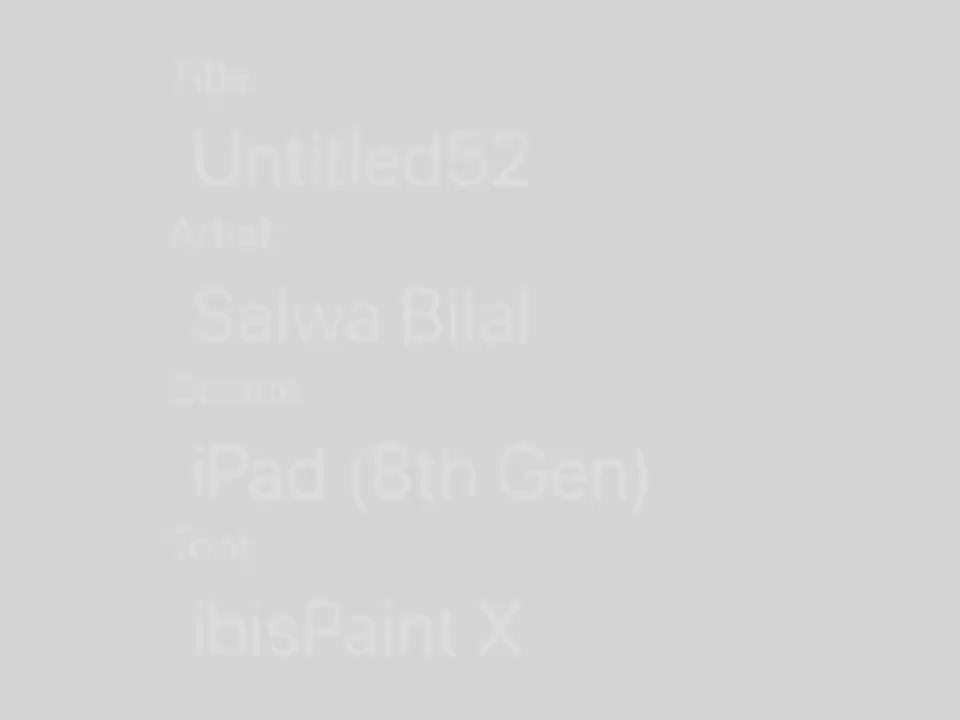 Title
Untitled52
Artist
Salwa Bilal
Device
iPad (8th Gen)
Tool
ibisPaint X